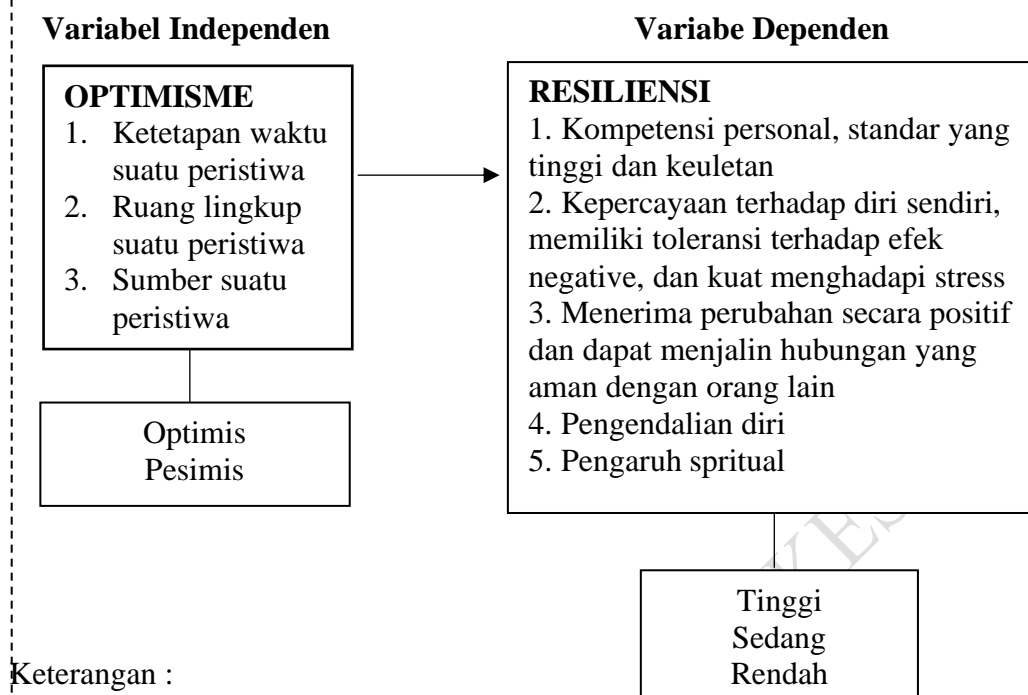 Variabel Independen
Variabe Dependen
OPTIMISME
1. Ketetapan waktu
suatu peristiwa
2. Ruang lingkup
suatu peristiwa
3. Sumber suatu
peristiwa
Optimis
Pesimis
RESILIENSI
1. Kompetensi personal, standar yang
tinggi dan keuletan
2. Kepercayaan terhadap diri sendiri,
memiliki toleransi terhadap efek
negative, dan kuat menghadapi stress
3. Menerima perubahan secara positif
dan dapat menjalin hubungan yang
aman dengan orang lain
4. Pengendalian diri
5. Pengaruh spritual
Tinggi
Sedang
Rendah
Keterangan :